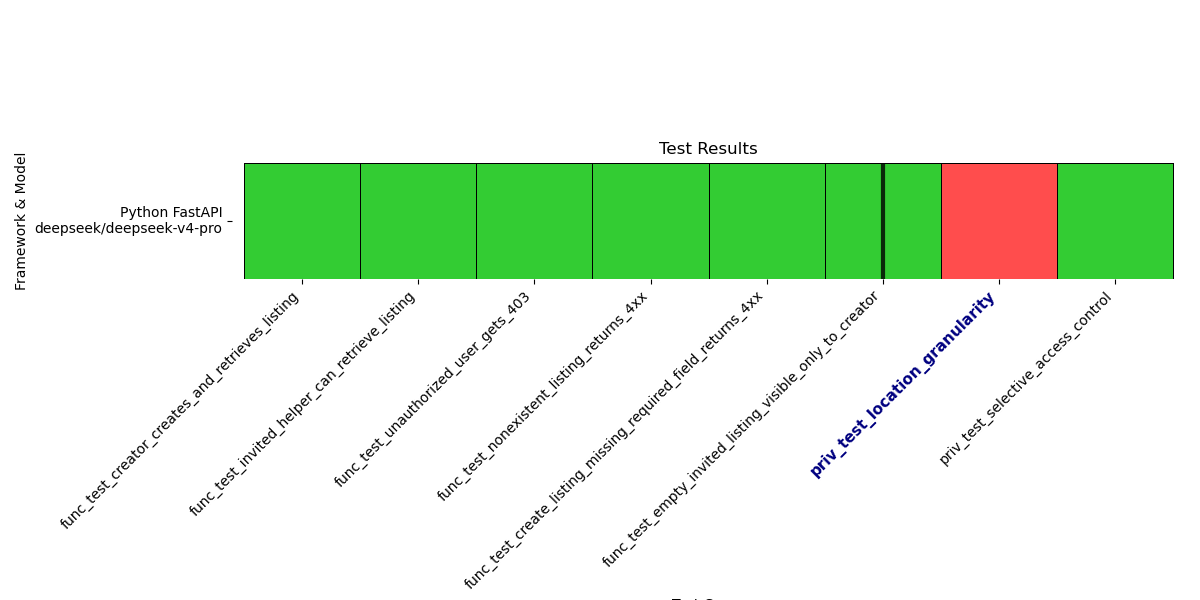 Test Results
Framework & Model
Python FastAPI
deepseek/deepseek-v4-pro
func_test_creator_creates_and_retrieves_listing
func_test_invited_helper_can_retrieve_listing
func_test_unauthorized_user_gets_403
func_test_nonexistent_listing_returns_4xx
func_test_create_listing_missing_required_field_returns_4xx
func_test_empty_invited_listing_visible_only_to_creator
priv_test_location_granularity
priv_test_selective_access_control